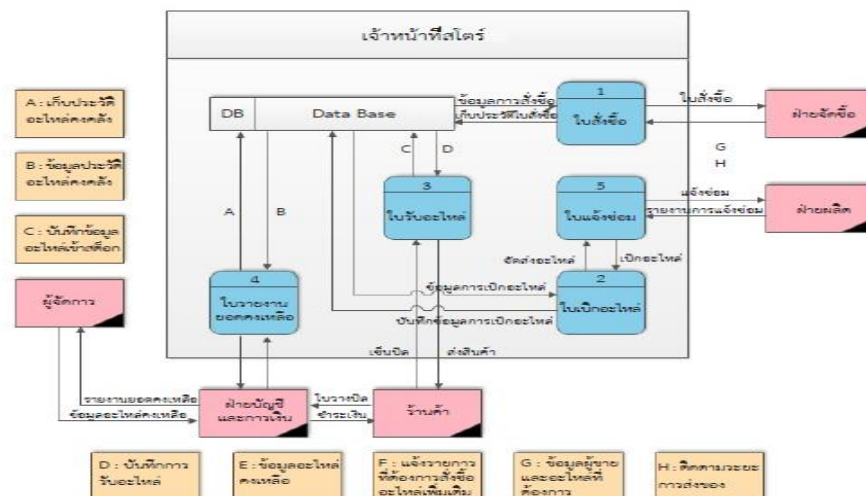 เจ้าหน้าที่สโตร์
A : เก็บประวัติ
อะไหล่คงคลัง
B : ข้อมูลประวัติ
อะไหล่คงคลัง
C : บันทึกข้อมูล
อะไหล่เข้าสต็อก
DB
Data Base
ข้อมูลการสั่งซื้อ
เก็บประวัติใบสั่งซื้อ
1
ใบสั่งซื้อ
ใบสั่งซื้อ
ฝ่ายจัดซื้อ
G
H
C
D
A
B
3
ใบรับอะไหล่
5
ใบแจ้งซ่อม
แจ้งซ่อม
รายงานการแจ้งซ่อม
ฝ่ายผลิต
จัดส่งอะไหล่
เบิกอะไหล่
4
ใบรายงาน
ยอดคงเหลือ
ข้อมูลการเบิกอะไหล่
บันทึกข้อมูลการเบิกอะไหล่
2
ใบเบิกอะไหล่
ผู้จัดการ
เซ็นบิล
ส่งสินค้า
รายงานยอดคงเหลือ
ข้อมูลอะไหล่คงเหลือ
ฝ่ายบัญชี
และการเงิน
ใบวางบิล
ชำระเงิน
ร้านค้า
D : บันทึกการ
รับอะไหล่
E : ข้อมูลอะไหล่
คงเหลือ
F : แจ้งรายการ
ที่ต้องการสั่งซื้อ
อะไหล่เพิ่มเติม
G : ข้อมูลผู้ขาย
และอะไหล่ที่
ต้องการ
H : ติดตามระยะ
การส่งของ